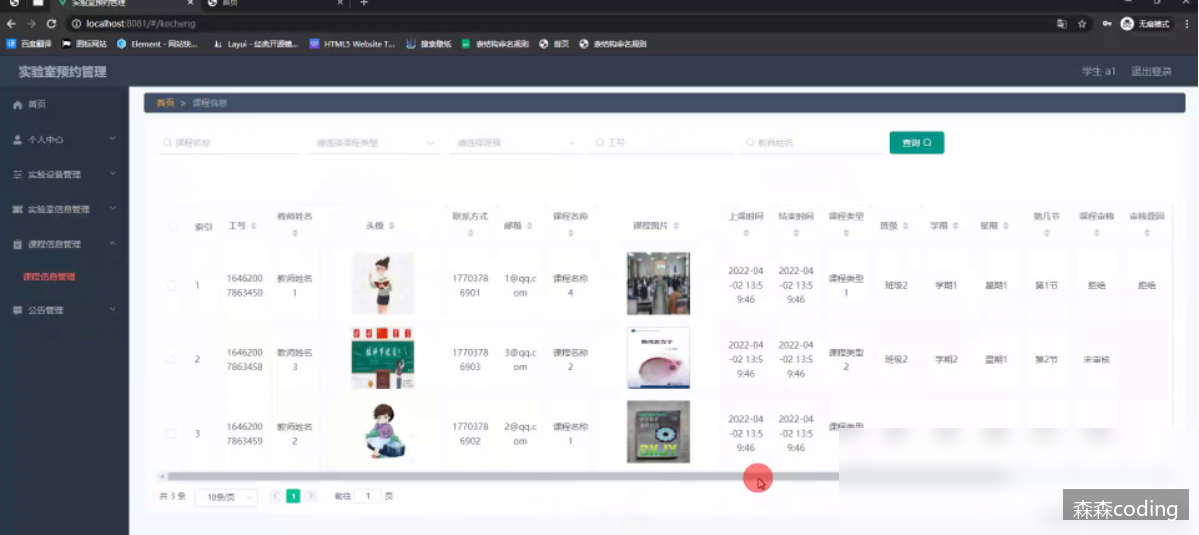 实验室预约管理
首页
localhost:8081/#/kecheng
无痕模式
百度翻译
图标网站
Element - 网站快...
Layui - 经典开源模...
HTML5 Website T...
搜索壁纸
表结构命名规则
首页
表结构命名规则
实验室预约管理
学生 a1
退出登录
首页
个人中心
实验设备管理
实验室信息管理
课程信息管理
课程信息管理
公告管理
首页 > 课程信息
课程名称
请选择课程类型
请选择班级
工号
教师姓名
查询
索引 工号 教师姓名 头像 联系方式 邮箱 课程名称 课程图片 上课时间 结束时间 课程类型 班级 学期 星期 第几节 课程审核 审核原因
1 16462007863450 教师姓名1 17703786901 1@qq.com 课程名称4 2022-04-02 13:59:46 2022-04-02 13:59:46 课程类型1 班级2 学期1 星期1 第1节 拒绝 拒绝
2 16462007863458 教师姓名3 17703786903 3@qq.com 课程名称2 2022-04-02 13:59:46 2022-04-02 13:59:46 课程类型2 班级2 学期2 星期1 第2节 未审核
3 16462007863459 教师姓名2 17703786902 2@qq.com 课程名称1 2022-04-02 13:59:46 2022-04-02 13:59:46 课程类型
共 3 条
10条/页
1
前往 1 页
森森coding